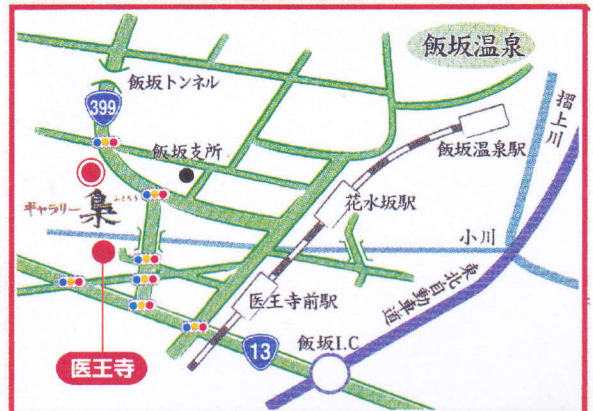 飯坂温泉
飯坂トンネル
399
摺上川
飯坂支所
飯坂温泉駅
花水坂駅
ギャラリー 梟
ふくろう
小川
東北自動車道
医王寺前駅
飯坂I.C
13
医王寺